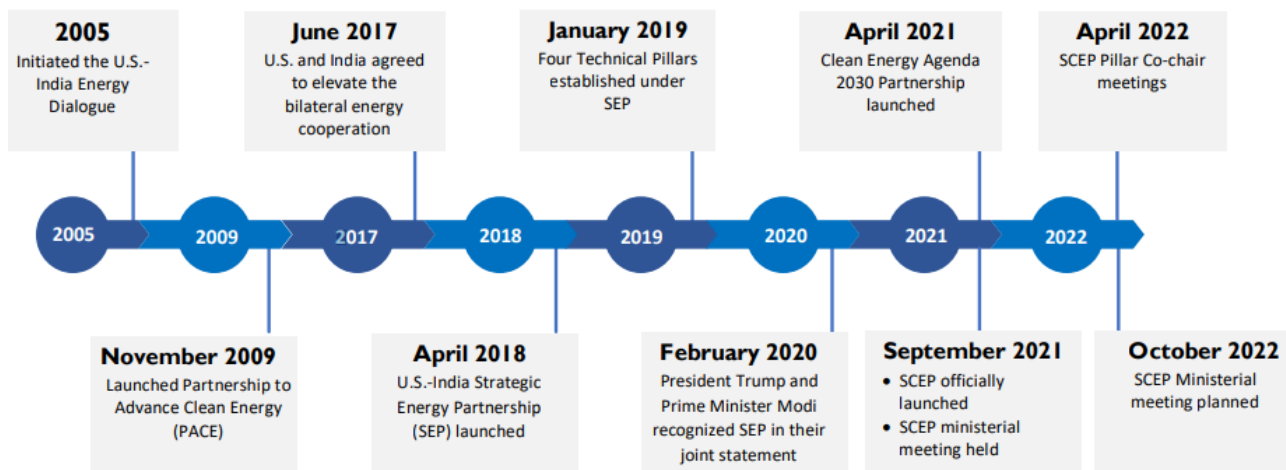 2005
Initiated the U.S.-
India Energy
Dialogue
June 2017
U.S. and India agreed
to elevate the
bilateral energy
cooperation
January 2019
Four Technical Pillars
established under
SEP
April 2021
Clean Energy Agenda
2030 Partnership
launched
April 2022
SCEP Pillar Co-chair
meetings
2005
2009
2017
2018
2019
2020
2021
2022
November 2009
Launched Partnership to
Advance Clean Energy
(PACE)
April 2018
U.S.-India Strategic
Energy Partnership
(SEP) launched
February 2020
President Trump and
Prime Minister Modi
recognized SEP in their
joint statement
September 2021
• SCEP officially
launched
• SCEP ministerial
meeting held
October 2022
SCEP Ministerial
meeting planned